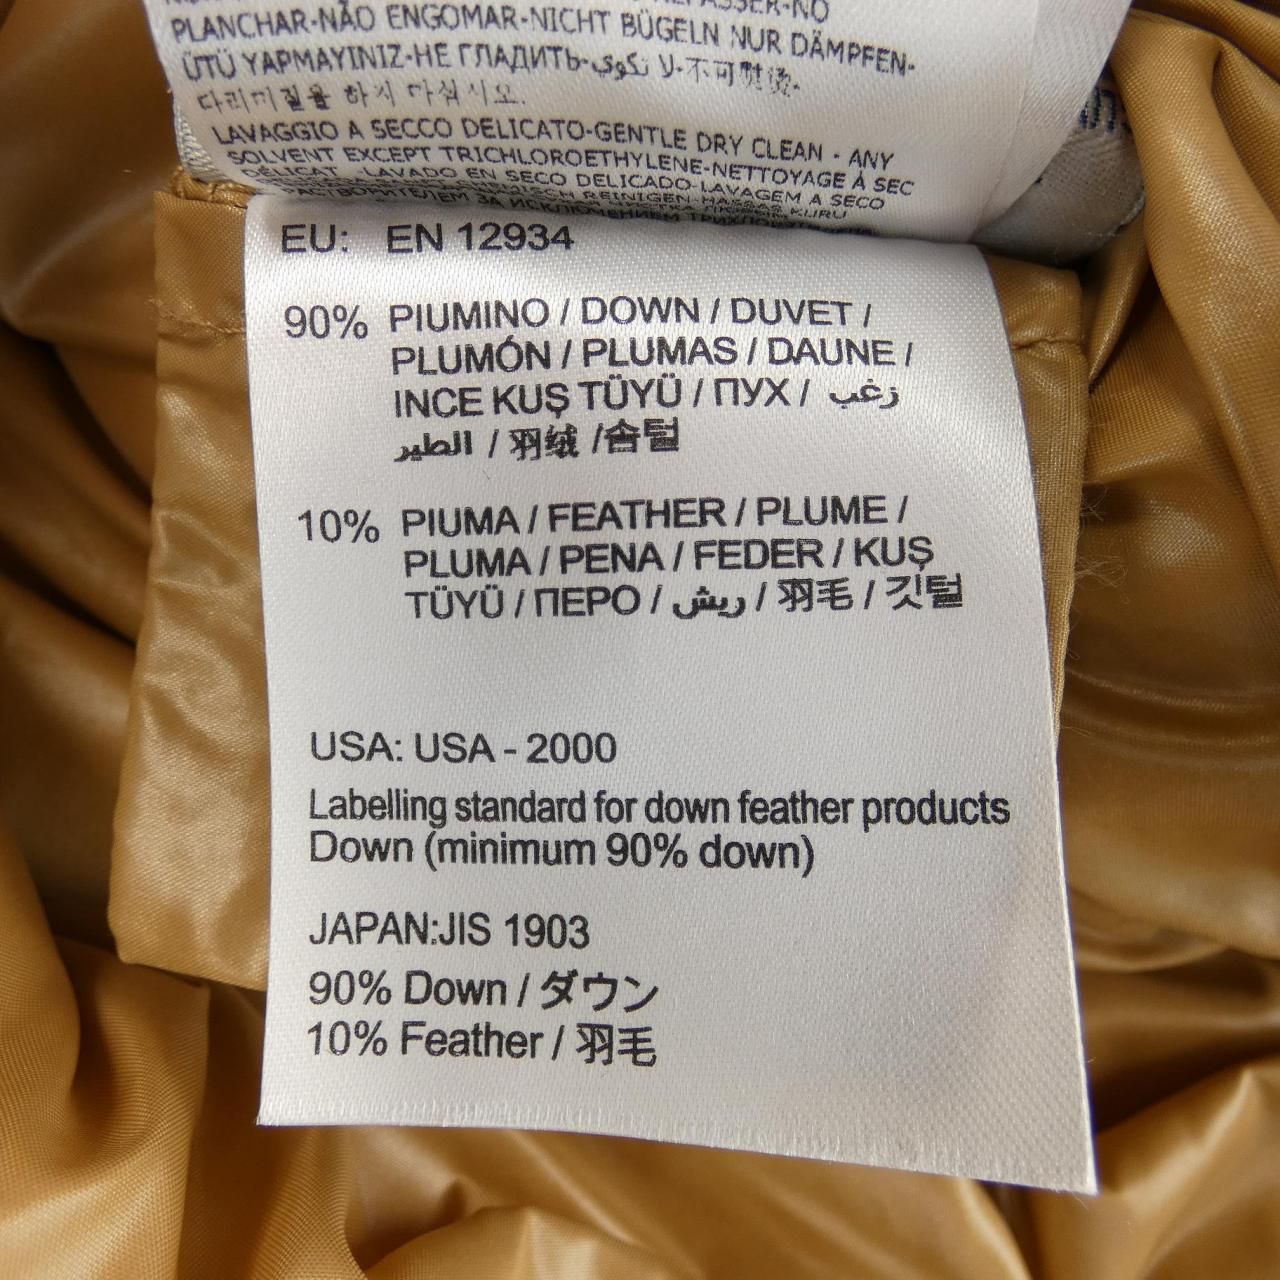 PLANCHAR-NÃO ENGOMAR-NICHT BÜGELN NUR DÄMPFEN-
ÜTÜ YAPMAYINIZ-НЕ ГЛАДИТЬ-لا تكوي-不可熨烫-
다리미질을 하지 마십시오.
LAVAGGIO A SECCO DELICATO-GENTLE DRY CLEAN - ANY
SOLVENT EXCEPT TRICHLOROETHYLENE-NETTOYAGE À SEC
DÉLICAT -LAVADO EN SECO DELICADO-LAVAGEM A SECO
REINIGEN-HASSAS KURU
ЗА ИСКЛЮЧЕНИЕМ
EU: EN 12934
90% PIUMINO / DOWN / DUVET /
PLUMÓN / PLUMAS / DAUNE /
INCE KUŞ TÜYÜ / ПУХ / زغب
الطير / 羽绒 /솜털
10% PIUMA / FEATHER / PLUME /
PLUMA / PENA / FEDER / KUŞ
TÜYÜ / ПЕРО / ريش / 羽毛 / 깃털
USA: USA - 2000
Labelling standard for down feather products
Down (minimum 90% down)
JAPAN:JIS 1903
90% Down / ダウン
10% Feather / 羽毛